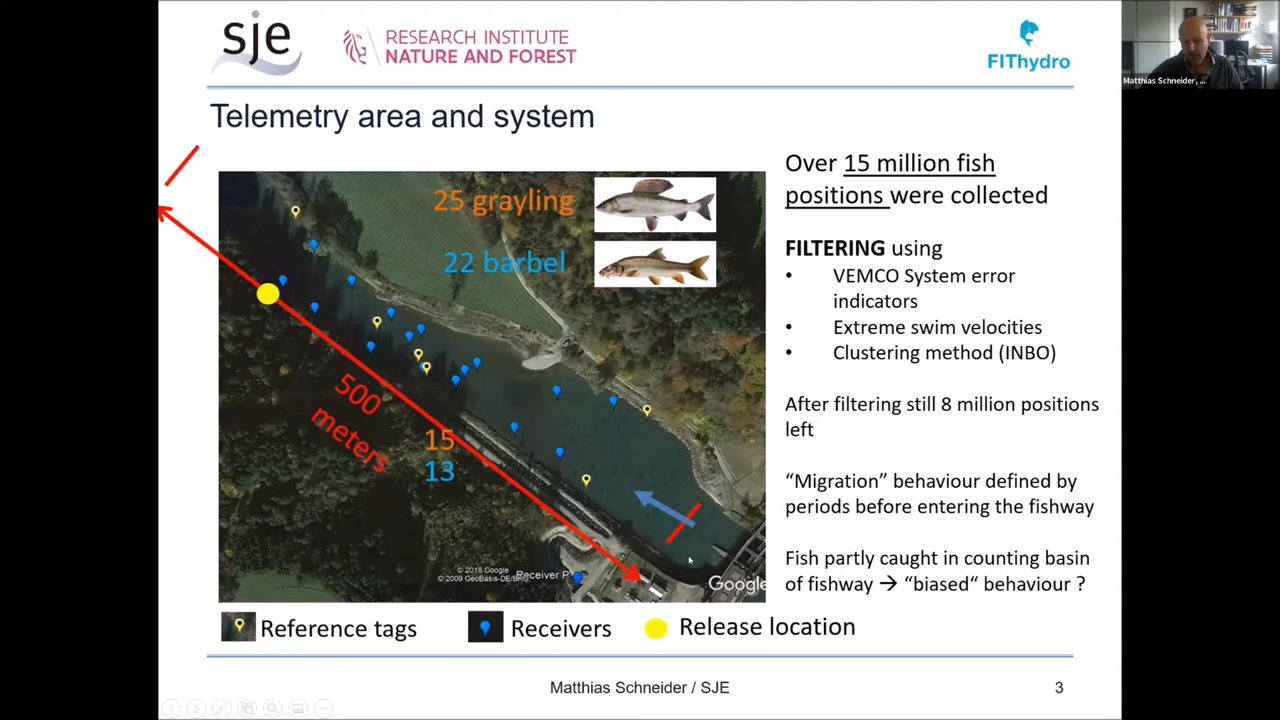 sje
RESEARCH INSTITUTE
NATURE AND FOREST
FIThydro
Matthias Schneider, ...
Telemetry area and system
25 grayling
22 barbel
500
meters
15
13
© 2018 Google
© 2009 GeoBasis-DE/BKG
Receiver P
Google
Over 15 million fish
positions were collected
FILTERING using
• VEMCO System error
indicators
• Extreme swim velocities
• Clustering method (INBO)
After filtering still 8 million positions
left
“Migration” behaviour defined by
periods before entering the fishway
Fish partly caught in counting basin
of fishway → “biased“ behaviour ?
Reference tags
Receivers
Release location
Matthias Schneider / SJE
3